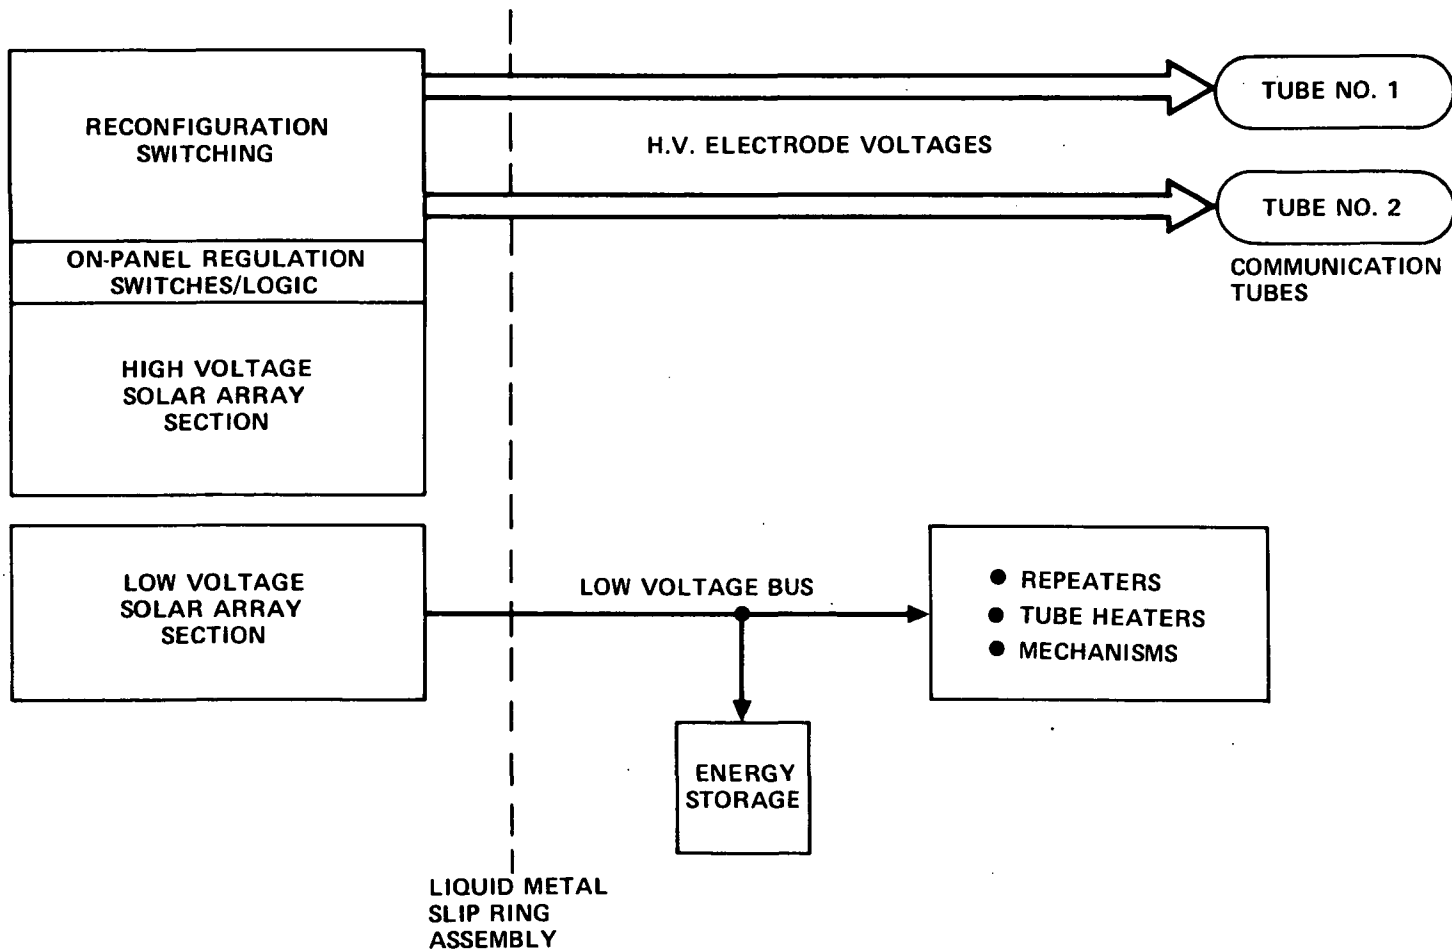 RECONFIGURATION
SWITCHING
ON-PANEL REGULATION
SWITCHES/LOGIC
HIGH VOLTAGE
SOLAR ARRAY
SECTION
H.V. ELECTRODE VOLTAGES
TUBE NO. 1
TUBE NO. 2
COMMUNICATION
TUBES
LOW VOLTAGE
SOLAR ARRAY
SECTION
LOW VOLTAGE BUS
● REPEATERS
● TUBE HEATERS
● MECHANISMS
ENERGY
STORAGE
LIQUID METAL
SLIP RING
ASSEMBLY